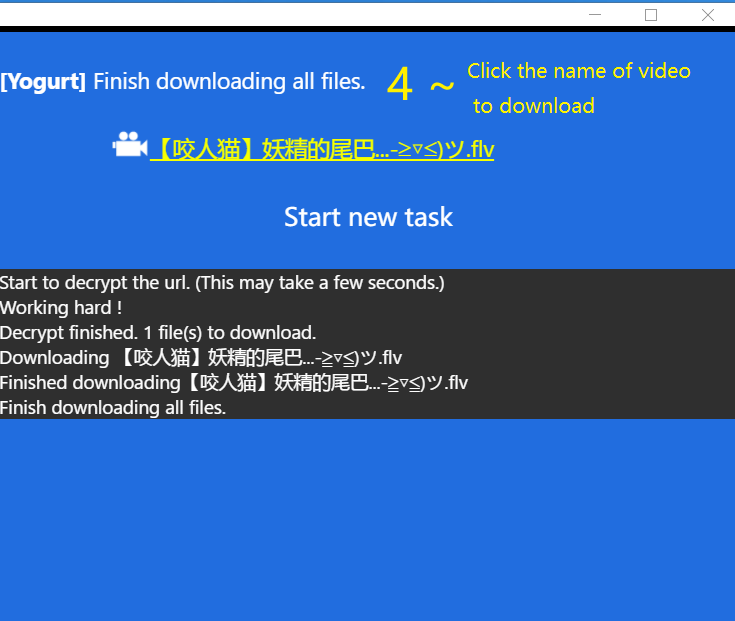 [Yogurt] Finish downloading all files.
4 ~
Click the name of video
to download
【咬人猫】妖精的尾巴...-≥▿≤)ツ.flv
Start new task
Start to decrypt the url. (This may take a few seconds.)
Working hard !
Decrypt finished. 1 file(s) to download.
Downloading 【咬人猫】妖精的尾巴...-≧▿≦)ツ.flv
Finished downloading【咬人猫】妖精的尾巴...-≧▿≦)ツ.flv
Finish downloading all files.